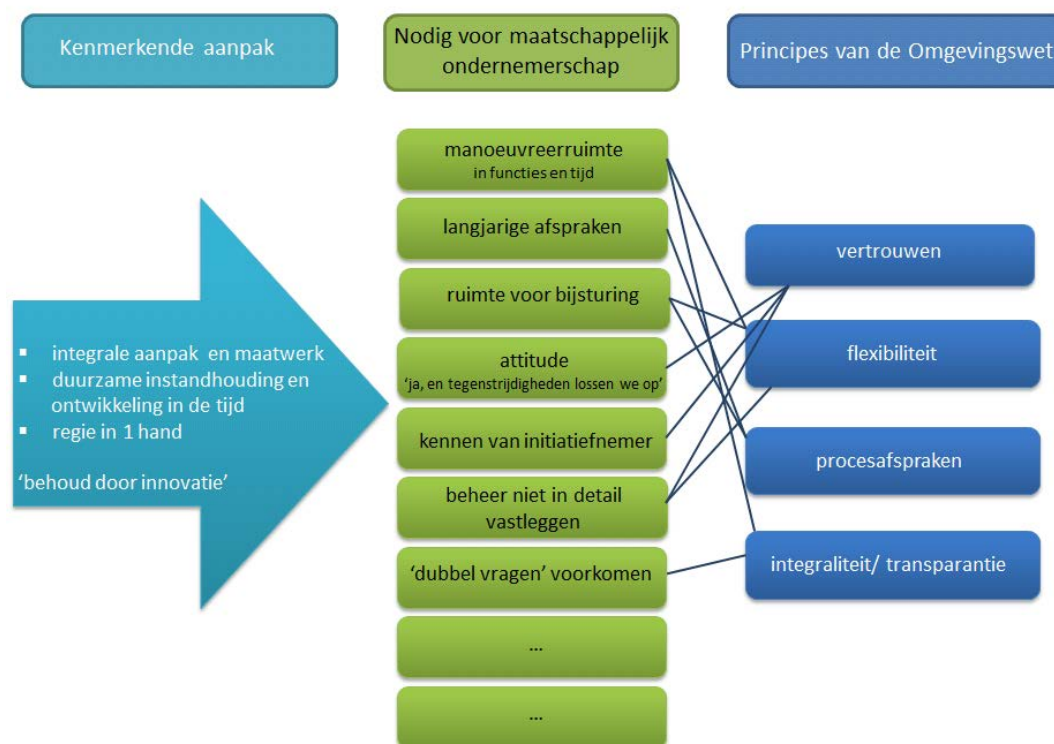 Kenmerkende aanpak
Nodig voor maatschappelijk
ondernemerschap
Principes van de Omgevingswet
▪ integrale aanpak en maatwerk
▪ duurzame instandhouding en
ontwikkeling in de tijd
▪ regie in 1 hand
‘behoud door innovatie’
manoeuvreerruimte
in functies en tijd
langjarige afspraken
ruimte voor bijsturing
attitude
‘ja, en tegenstrijdigheden lossen we op’
kennen van initiatiefnemer
beheer niet in detail
vastleggen
‘dubbel vragen’ voorkomen
...
...
vertrouwen
flexibiliteit
procesafspraken
integraliteit/ transparantie